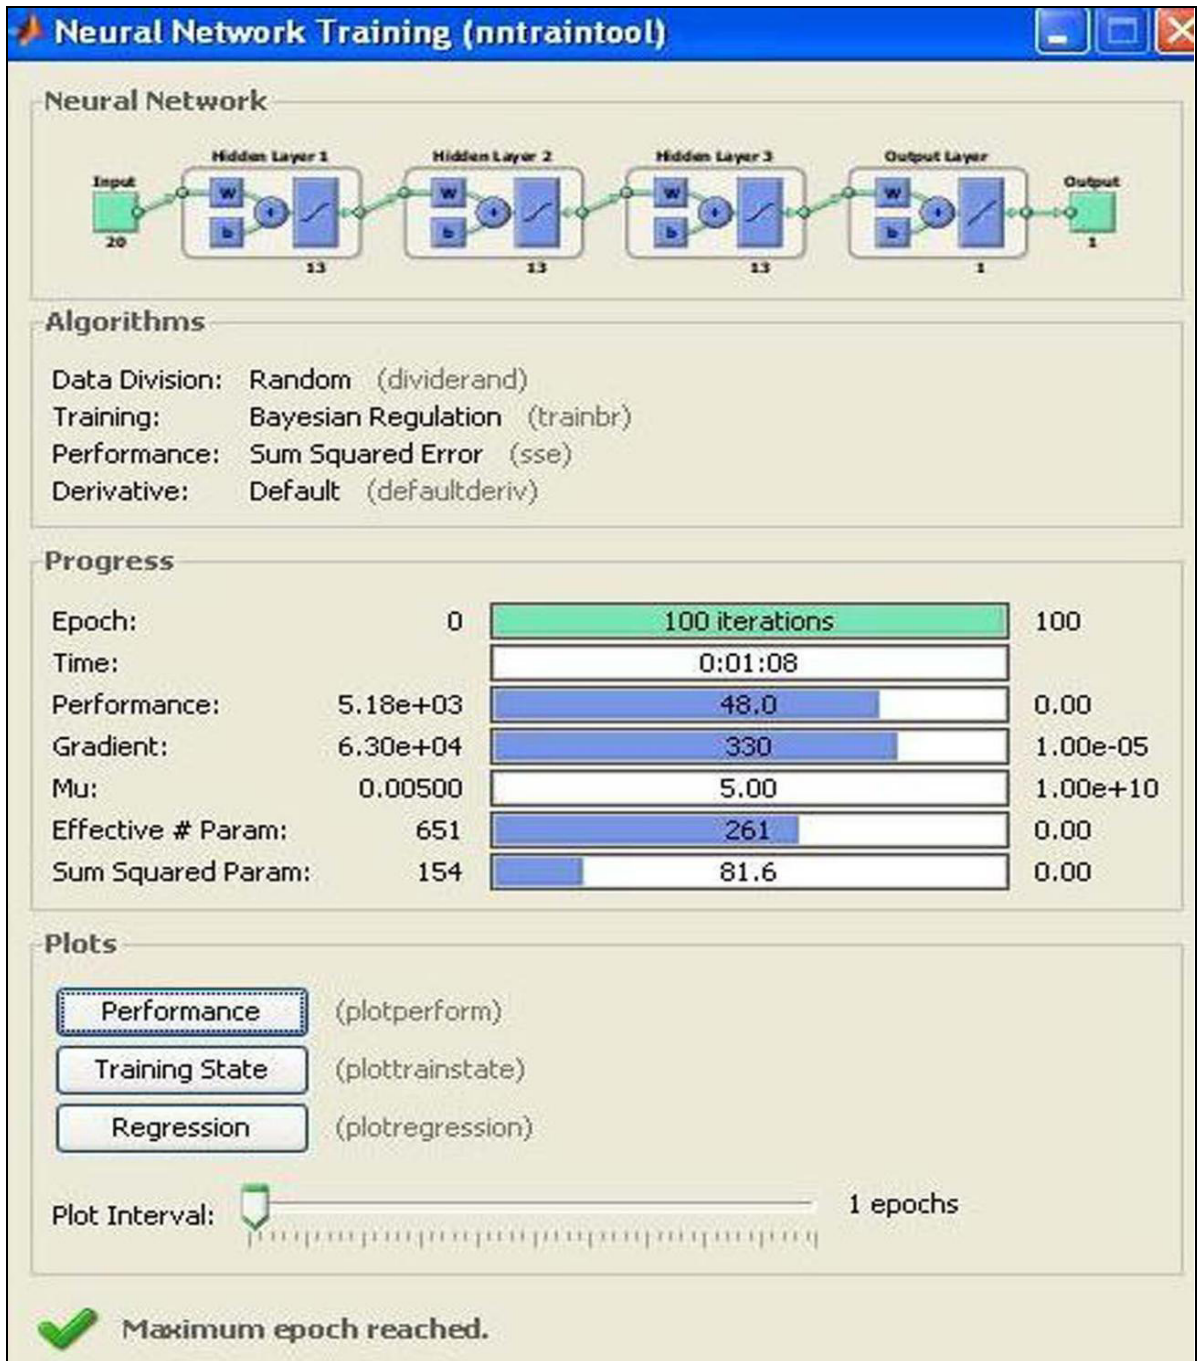 Neural Network Training (nntraintool)
Neural Network
Hidden Layer 1 Hidden Layer 2 Hidden Layer 3 Output Layer
Input Output
W W W W
+ + + +
b b b b
20 1
13 13 13 1
Algorithms
Data Division: Random (dividerand)
Training: Bayesian Regulation (trainbr)
Performance: Sum Squared Error (sse)
Derivative: Default (defaultderiv)
Progress
Epoch: 0 100 iterations 100
Time: 0:01:08
Performance: 5.18e+03 48.0 0.00
Gradient: 6.30e+04 330 1.00e-05
Mu: 0.00500 5.00 1.00e+10
Effective # Param: 651 261 0.00
Sum Squared Param: 154 81.6 0.00
Plots
Performance (plotperform)
Training State (plottrainstate)
Regression (plotregression)
Plot Interval: 1 epochs
Maximum epoch reached.